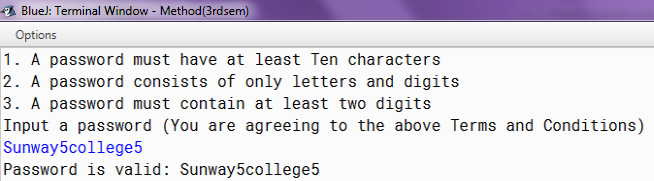 BlueJ: Terminal Window - Method(3rdsem)
Options
1. A password must have at least Ten characters
2. A password consists of only letters and digits
3. A password must contain at least two digits
Input a password (You are agreeing to the above Terms and Conditions)
Sunway5college5
Password is valid: Sunway5college5